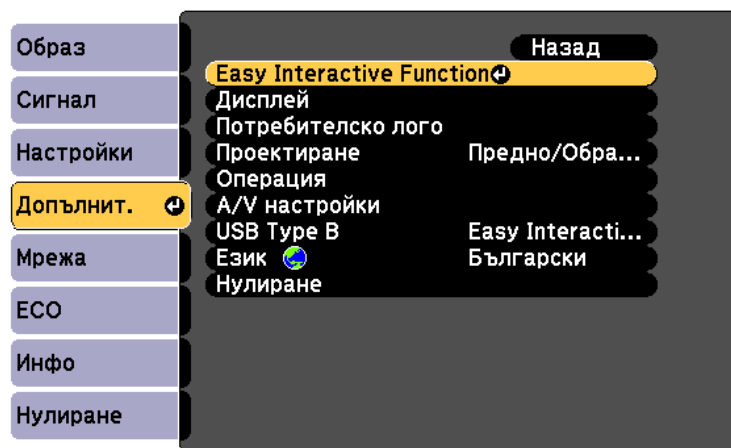 Образ
Сигнал
Настройки
Допълнит.
Мрежа
ECO
Инфо
Нулиране
Назад
Easy Interactive Function
Дисплей
Потребителско лого
Проектиране Предно/Обра...
Операция
A/V настройки
USB Type B Easy Interacti...
Език Български
Нулиране